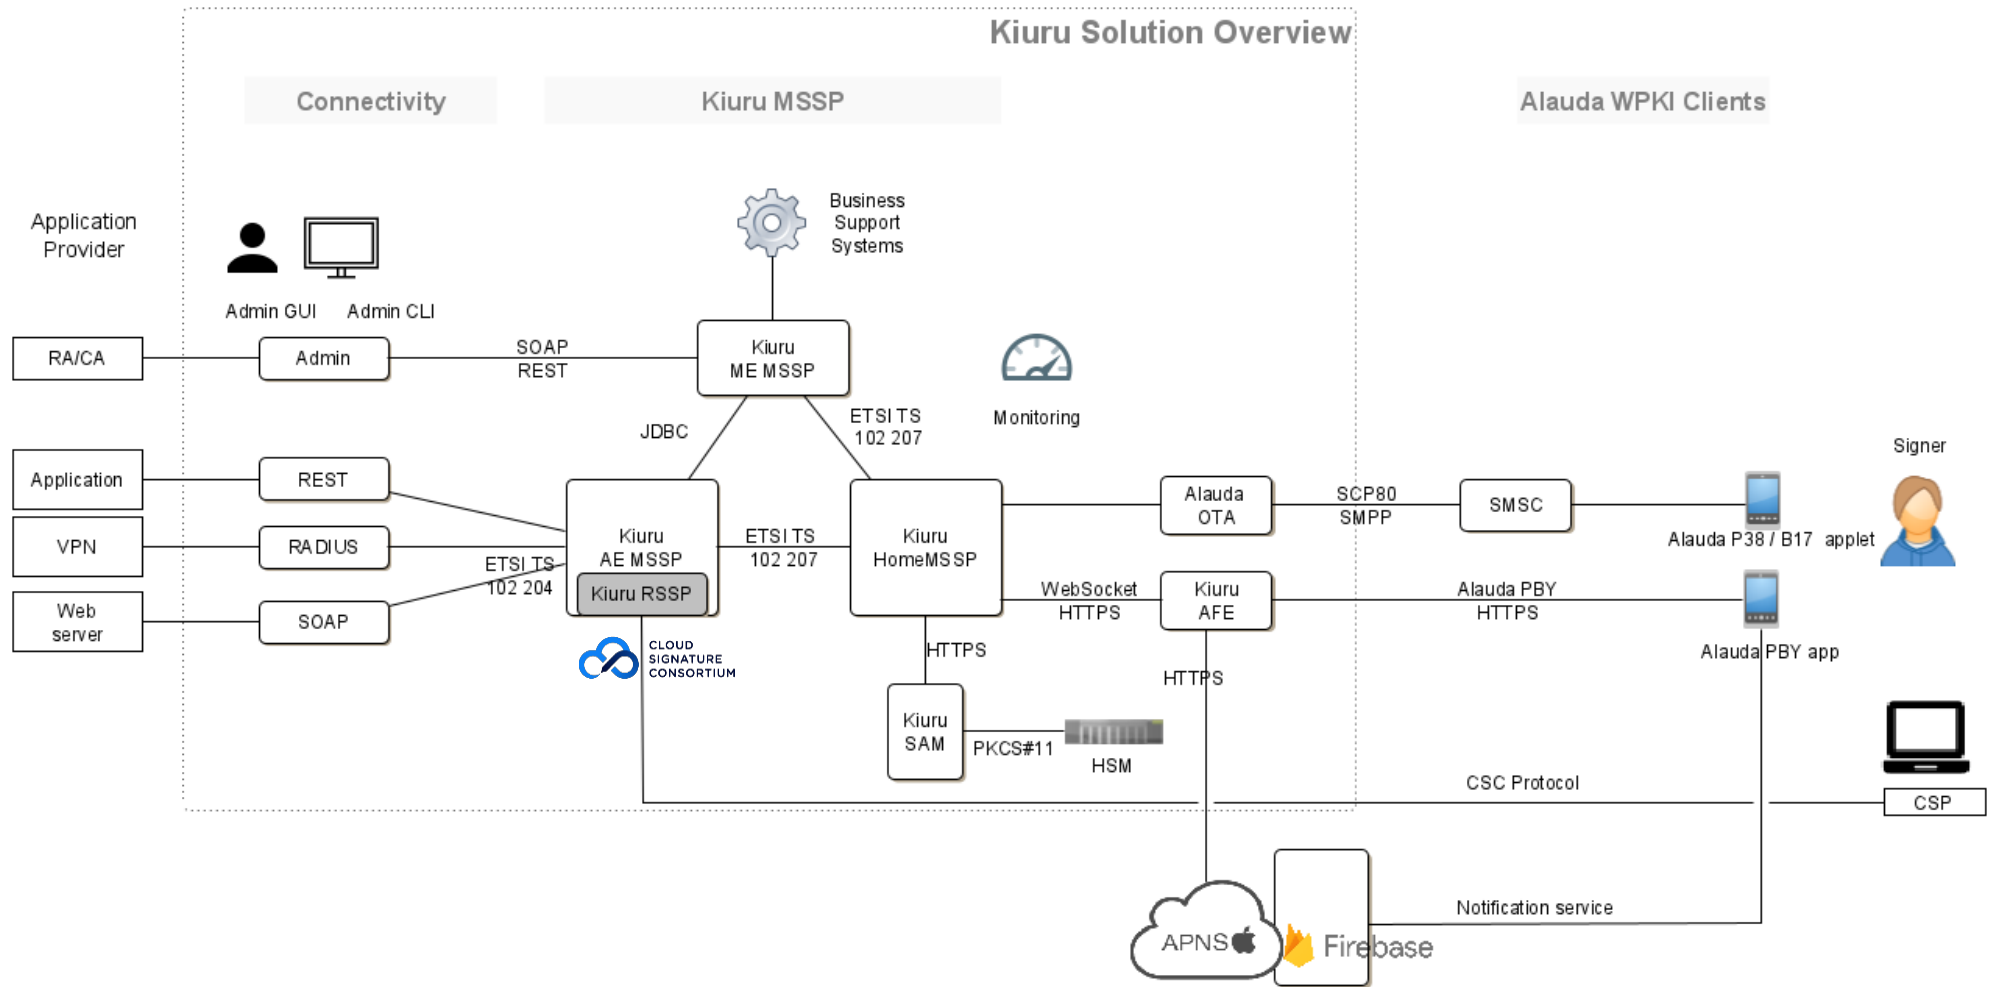 Kiuru Solution Overview
Connectivity
Kiuru MSSP
Alauda WPKI Clients
Application
Provider
Business
Support
Systems
Admin GUI
Admin CLI
RA/CA
Admin
SOAP
REST
Kiuru
ME MSSP
Monitoring
JDBC
ETSI TS
102 207
Signer
Application
REST
Alauda
OTA
SCP80
SMPP
SMSC
Alauda P38 / B17 applet
VPN
RADIUS
ETSI TS
102 204
Kiuru
AE MSSP
Kiuru RSSP
ETSI TS
102 207
Kiuru
HomeMSSP
WebSocket
HTTPS
Kiuru
AFE
Alauda PBY
HTTPS
Alauda PBY app
Web
server
SOAP
CLOUD
SIGNATURE
CONSORTIUM
HTTPS
HTTPS
Kiuru
SAM
PKCS#11
HSM
CSC Protocol
CSP
APNS
Firebase
Notification service